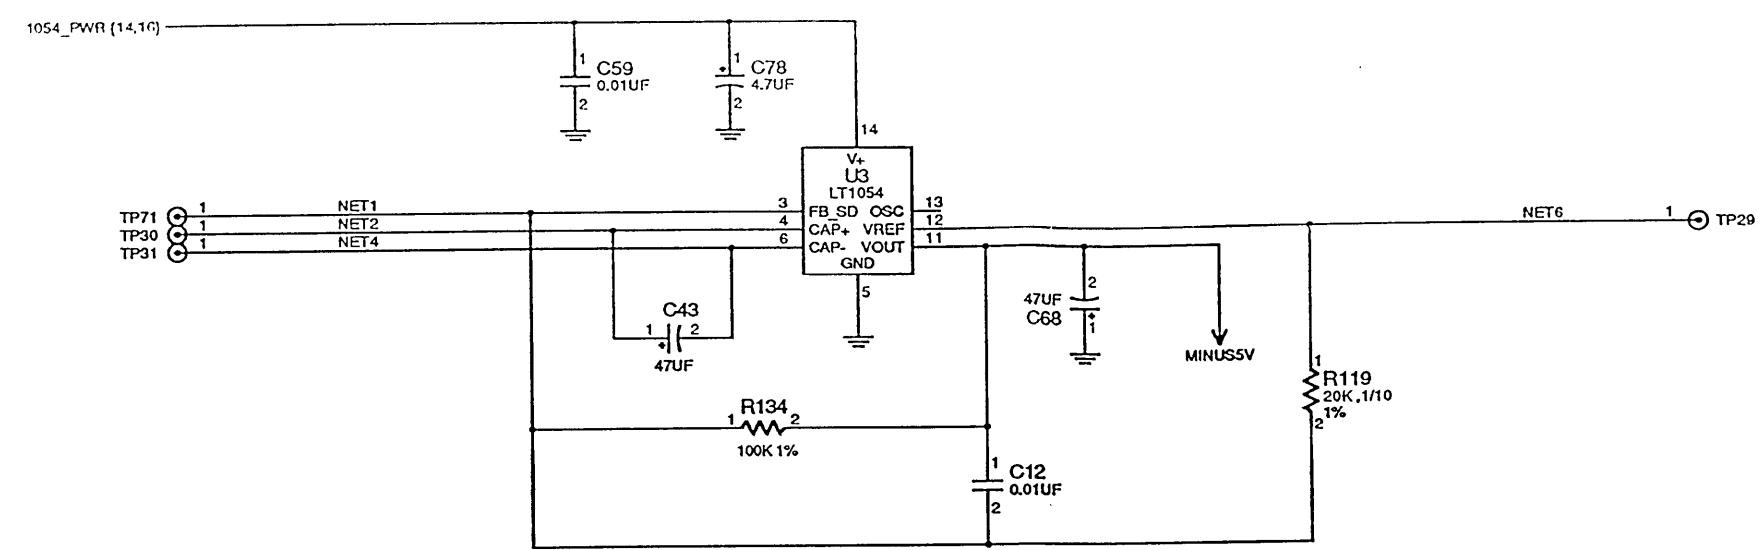 1054_PWR (14,16)
1
C59
0.01UF
2
1
C78
4.7UF
2
14
V+
U3
LT1054
FB_SD OSC
CAP+ VREF
CAP- VOUT
GND
3
4
6
13
12
11
5
TP71 1 NET1
TP30 1 NET2
TP31 1 NET4
NET6 1 TP29
C43
1 2
47UF
2
47UF
C68
1
MINUS5V
1
R119
20K,1/10
1%
2
R134
1 2
100K 1%
1
C12
0.01UF
2